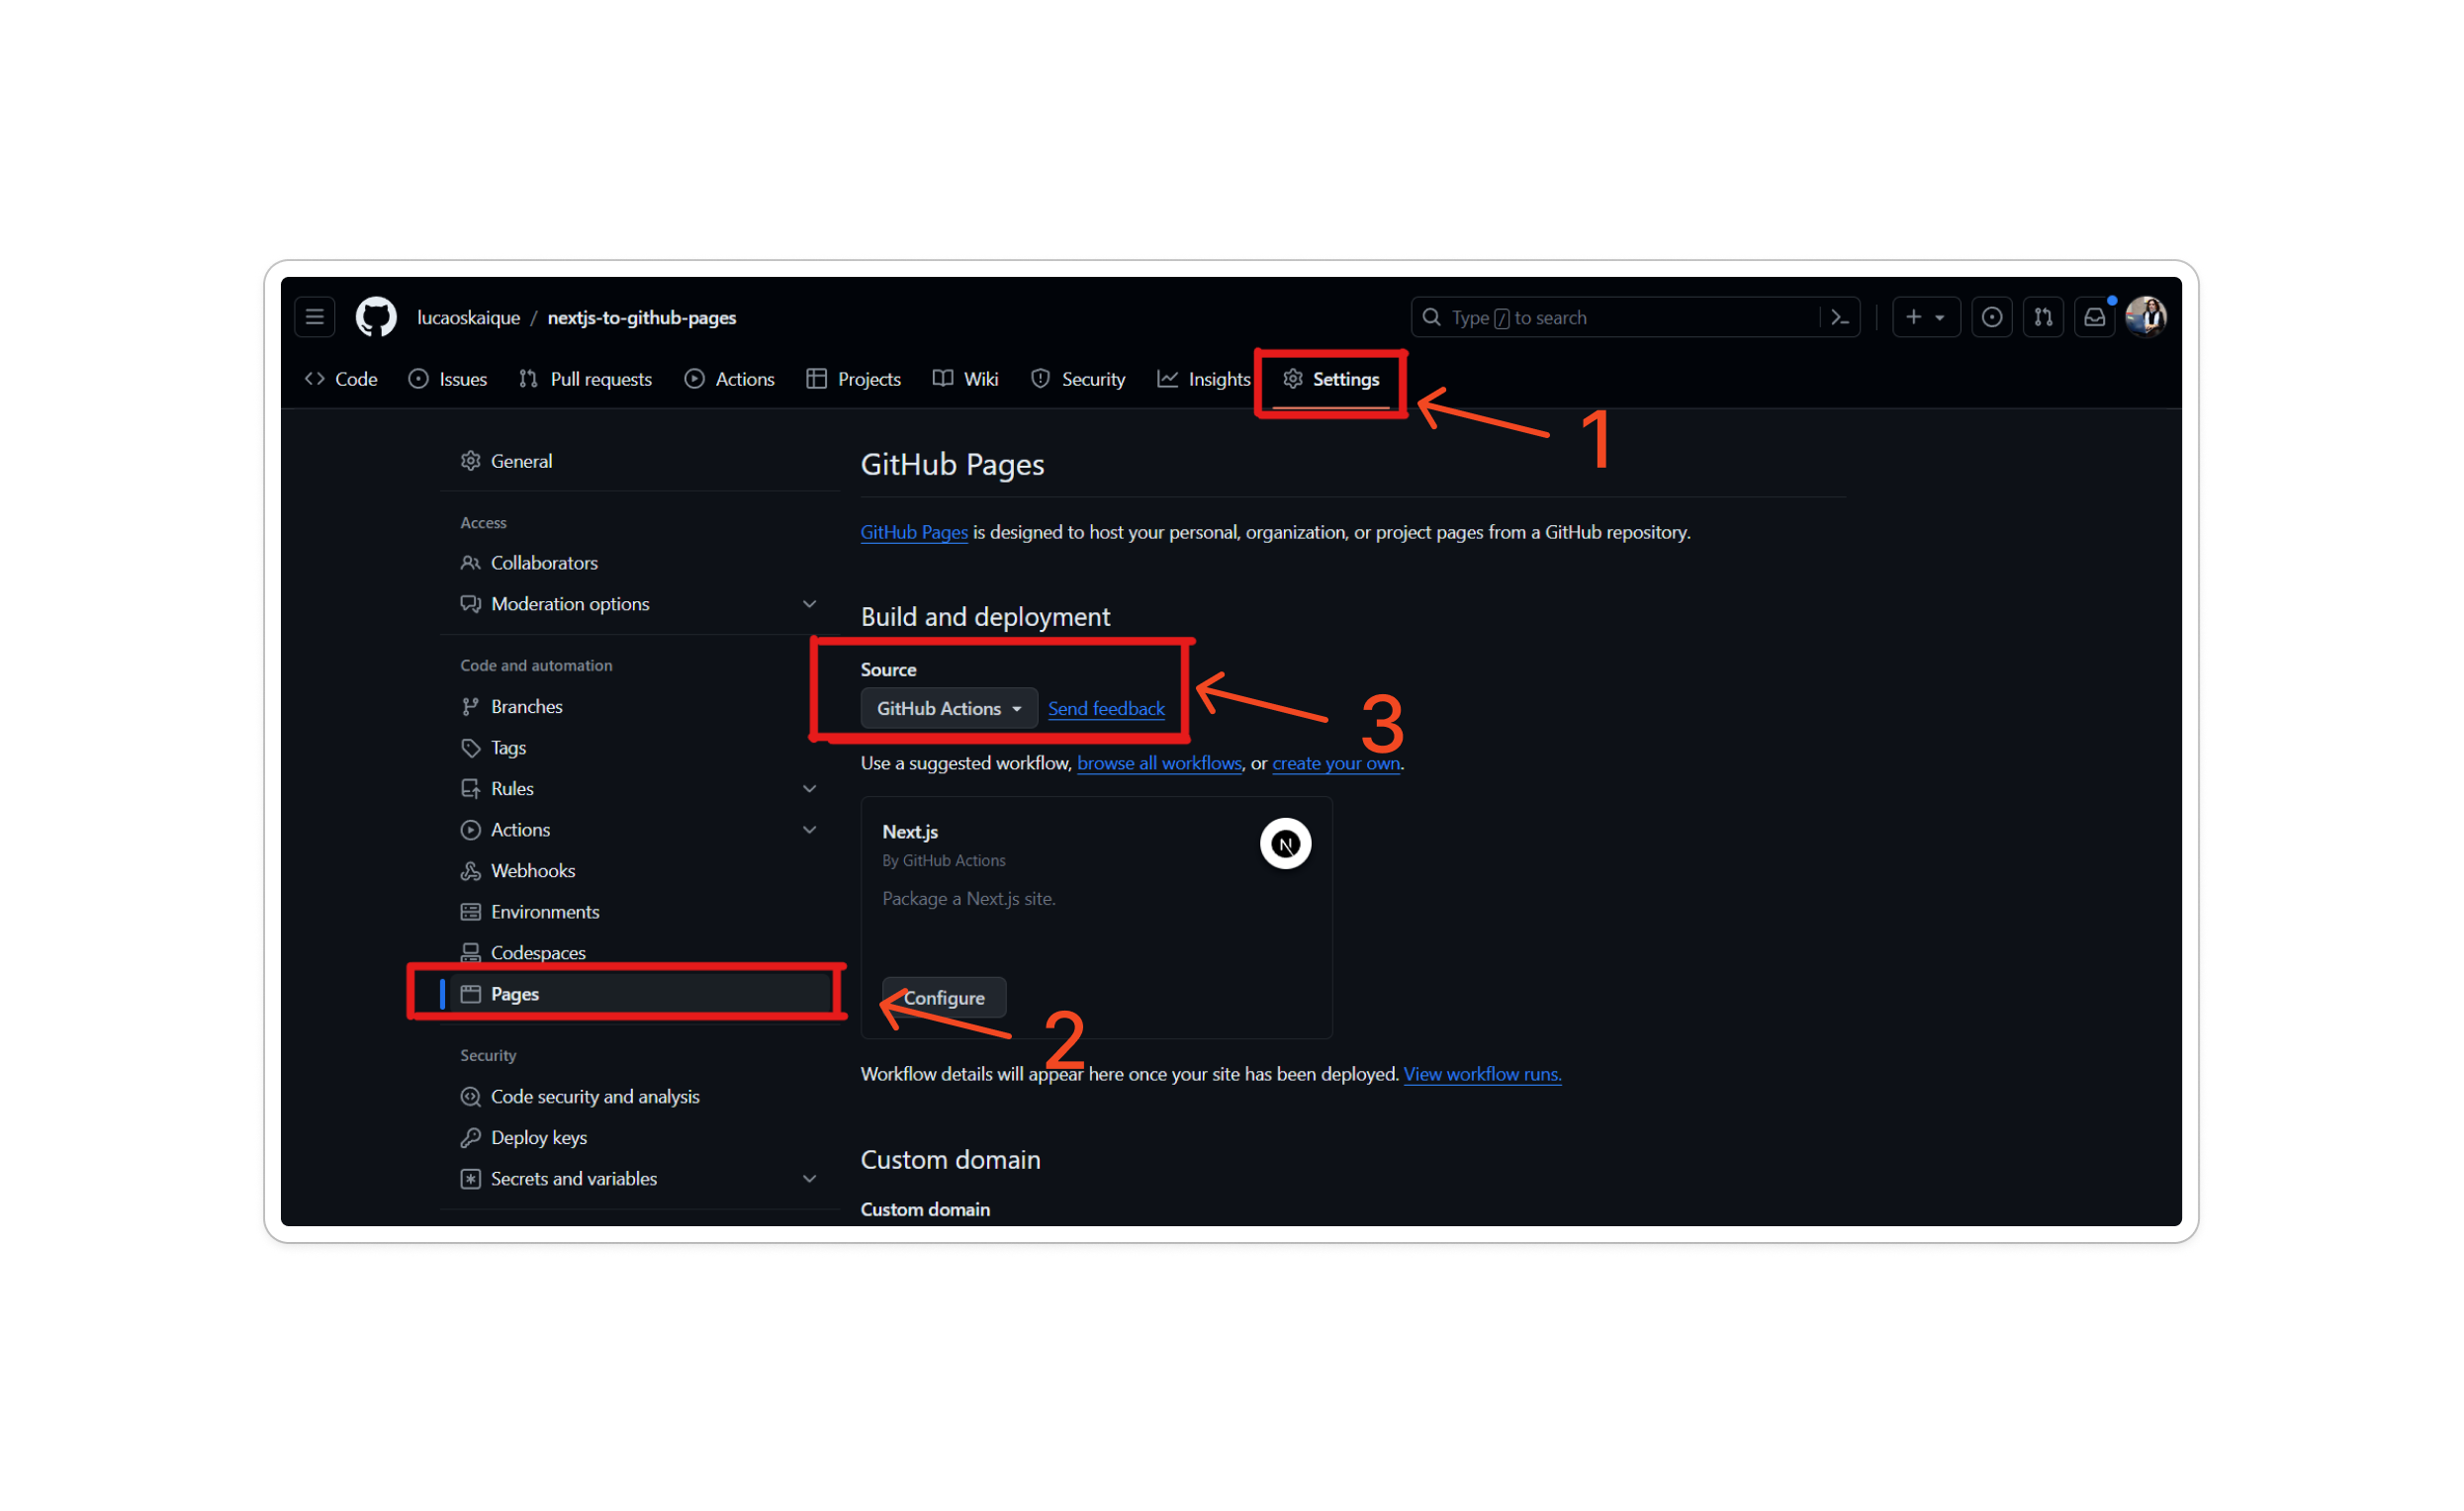 lucaoskaique / nextjs-to-github-pages
Type / to search
Code Issues Pull requests Actions Projects Wiki Security Insights Settings
1
General
Access
Collaborators
Moderation options
Code and automation
Branches
Tags
Rules
Actions
Webhooks
Environments
Codespaces
Pages
Security
Code security and analysis
Deploy keys
Secrets and variables
GitHub Pages
GitHub Pages is designed to host your personal, organization, or project pages from a GitHub repository.
Build and deployment
Source
GitHub Actions Send feedback
3
Use a suggested workflow, browse all workflows, or create your own.
Next.js
N
By GitHub Actions
Package a Next.js site.
Configure
2
Workflow details will appear here once your site has been deployed. View workflow runs.
Custom domain
Custom domain